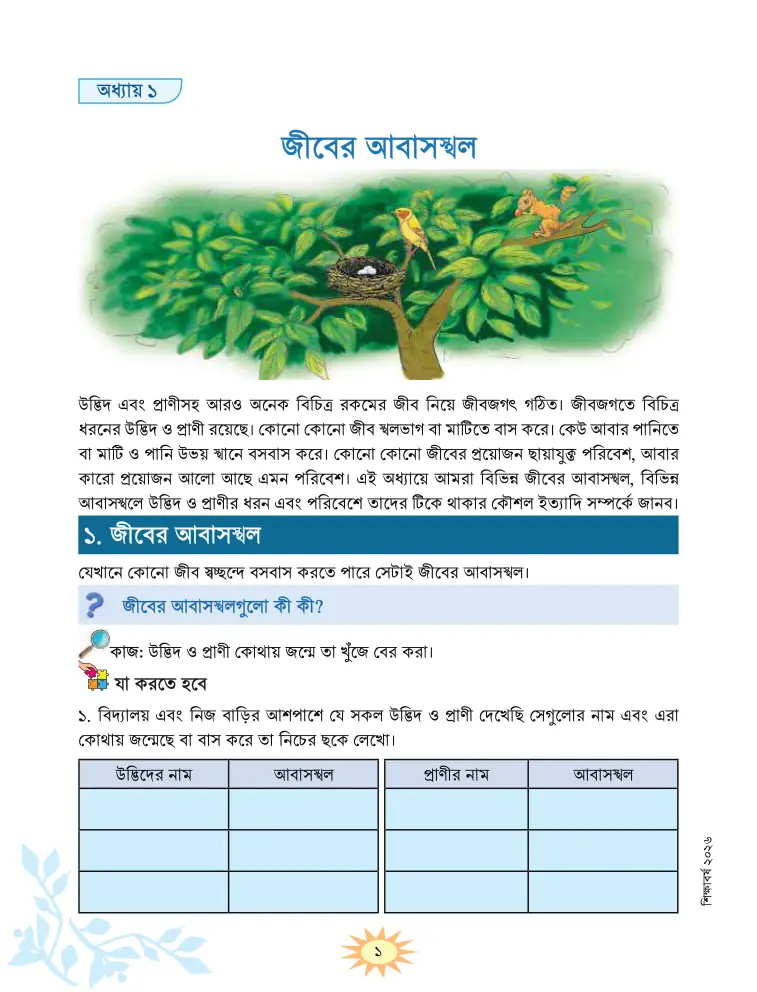 অধ্যায় ১
জীবের আবাসস্থল
উদ্ভিদ এবং প্রাণীসহ আরও অনেক বিচিত্র রকমের জীব নিয়ে জীবজগৎ গঠিত। জীবজগতে বিচিত্র
ধরনের উদ্ভিদ ও প্রাণী রয়েছে। কোনো কোনো জীব স্থলভাগ বা মাটিতে বাস করে। কেউ আবার পানিতে
বা মাটি ও পানি উভয় স্থানে বসবাস করে। কোনো কোনো জীবের প্রয়োজন ছায়াযুক্ত পরিবেশ, আবার
কারো প্রয়োজন আলো আছে এমন পরিবেশ। এই অধ্যায়ে আমরা বিভিন্ন জীবের আবাসস্থল, বিভিন্ন
আবাসস্থলে উদ্ভিদ ও প্রাণীর ধরন এবং পরিবেশে তাদের টিকে থাকার কৌশল ইত্যাদি সম্পর্কে জানব।
১. জীবের আবাসস্থল
যেখানে কোনো জীব স্বচ্ছন্দে বসবাস করতে পারে সেটাই জীবের আবাসস্থল।
? জীবের আবাসস্থলগুলো কী কী?
কাজ: উদ্ভিদ ও প্রাণী কোথায় জন্মে তা খুঁজে বের করা।
যা করতে হবে
১. বিদ্যালয় এবং নিজ বাড়ির আশপাশে যে সকল উদ্ভিদ ও প্রাণী দেখেছি সেগুলোর নাম এবং এরা
কোথায় জন্মেছে বা বাস করে তা নিচের ছকে লেখো।
উদ্ভিদের নাম আবাসস্থল প্রাণীর নাম আবাসস্থল
শিক্ষাবর্ষ ২০২৬
১